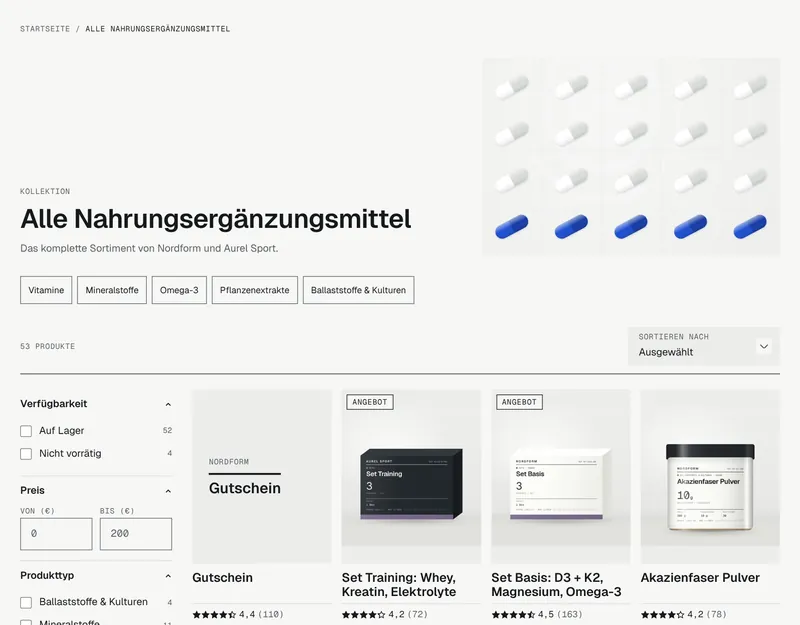 STARTSEITE / ALLE NAHRUNGSERGÄNZUNGSMITTEL
KOLLEKTION
Alle Nahrungsergänzungsmittel
Das komplette Sortiment von Nordform und Aurel Sport.
Vitamine
Mineralstoffe
Omega-3
Pflanzenextrakte
Ballaststoffe & Kulturen
53 PRODUKTE
SORTIEREN NACH
Ausgewählt
Verfügbarkeit
Auf Lager 52
Nicht vorrätig 4
Preis
VON (€) BIS (€)
0 200
Produkttyp
Ballaststoffe & Kulturen 4
Mineralstoffe 11
NORDFORM
Gutschein
Gutschein
4,4 (110)
ANGEBOT
AUREL SPORT
Set Training
3
Set Training: Whey,
Kreatin, Elektrolyte
4,2 (72)
ANGEBOT
NORDFORM
Set Basis
3
Set Basis: D3 + K2,
Magnesium, Omega-3
4,5 (163)
NORDFORM
Akazienfaser Pulver
10g
Akazienfaser Pulver
4,2 (78)